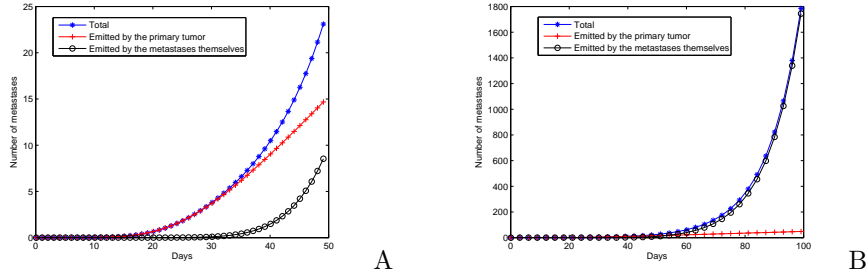 25
20
15
10
5
0
Number of metastases
Total
Emitted by the primary tumor
Emitted by the metastases themselves
0 10 20 30 40 50
Days
A
1800
1600
1400
1200
1000
800
600
400
200
0
Number of metastases
Total
Emitted by the primary tumor
Emitted by the metastases themselves
0 20 40 60 80 100
Days
B